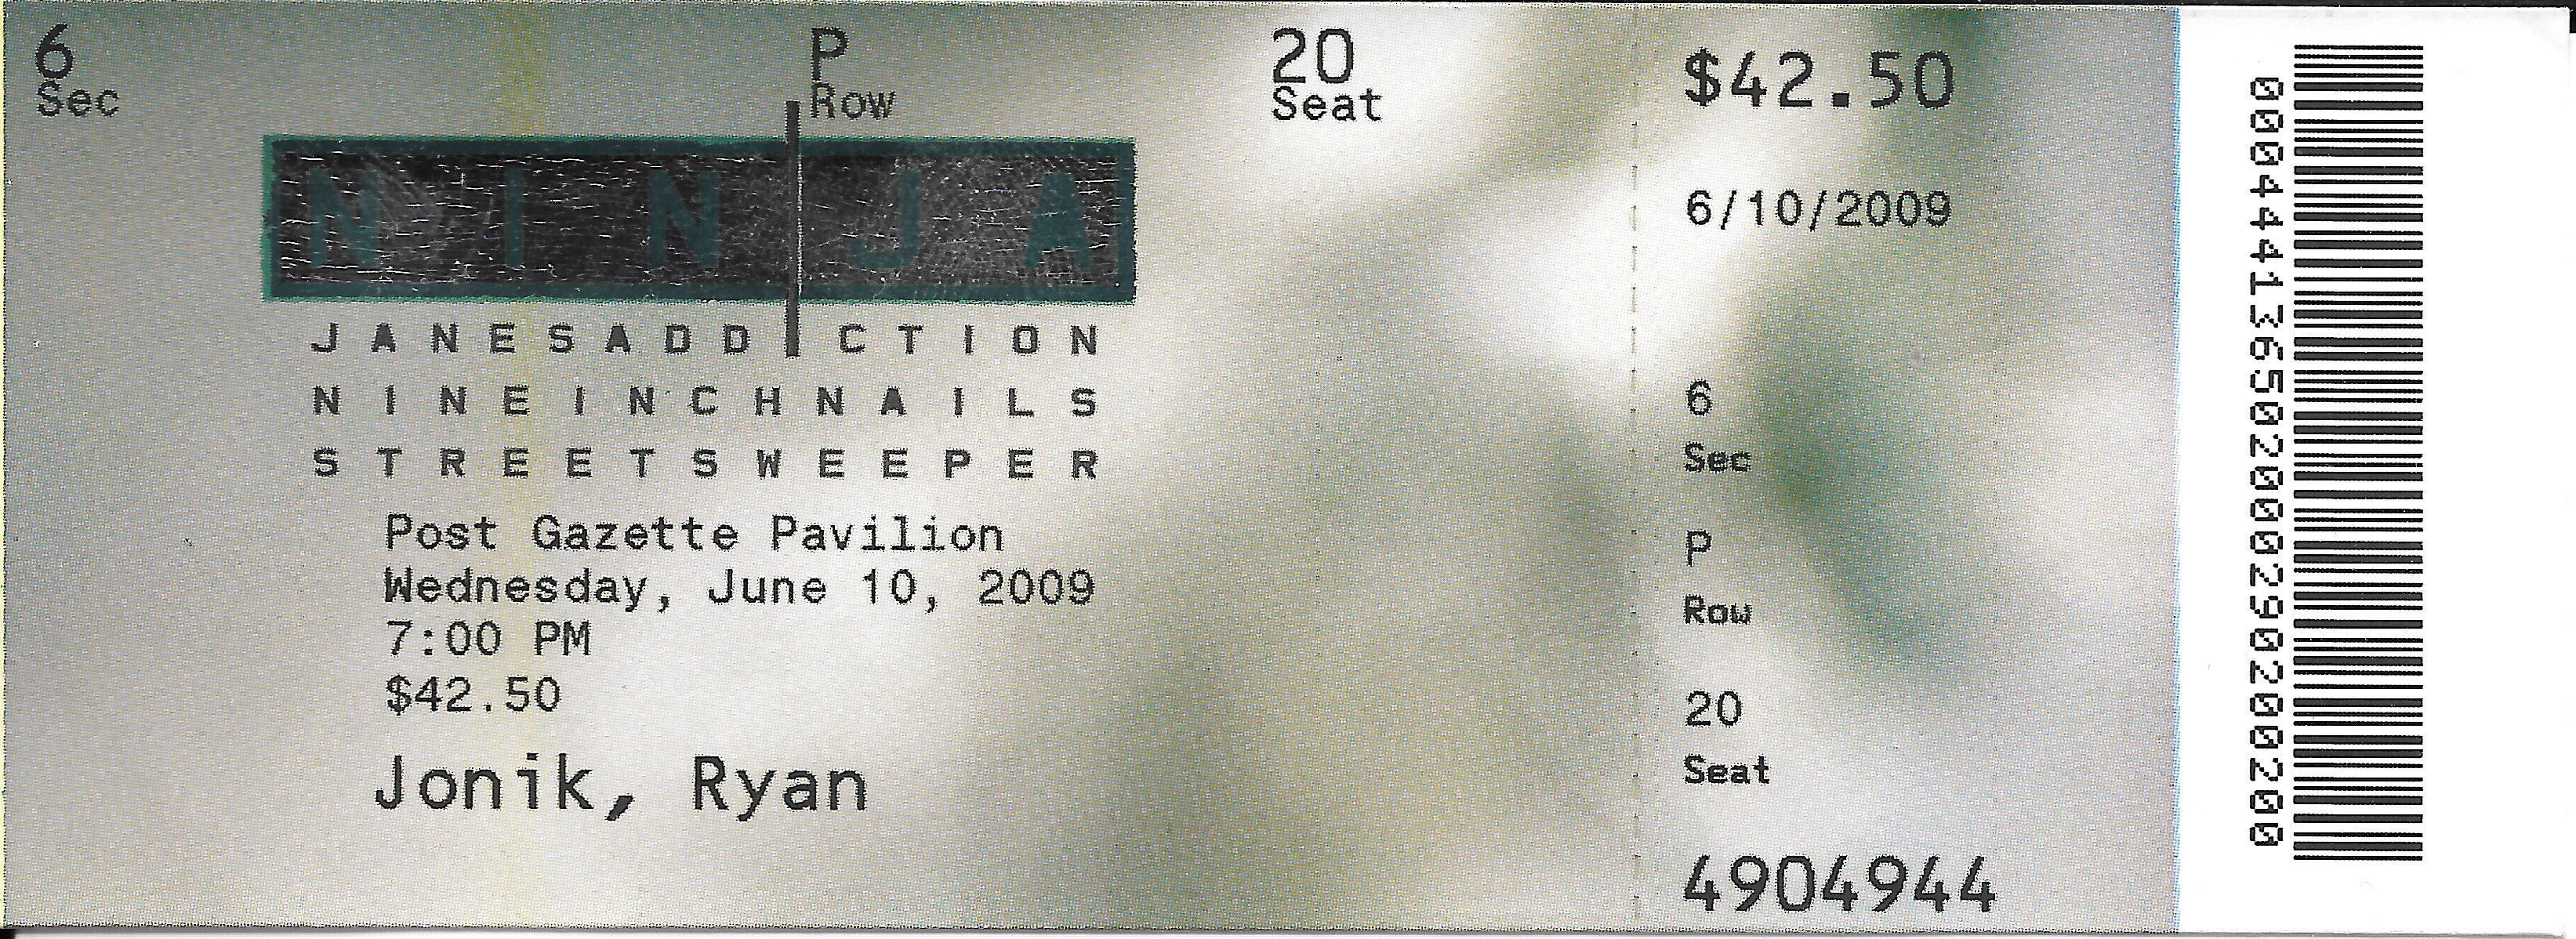 6 P 20
Sec Row Seat
NINJA
JANESADDICTION
NINEINCHNAILS
STREETSWEEPER
Post Gazette Pavilion
Wednesday, June 10, 2009
7:00 PM
$42.50
Jonik, Ryan
$42.50
6/10/2009
6
Sec
P
Row
20
Seat
4904944
000444136502000290200200